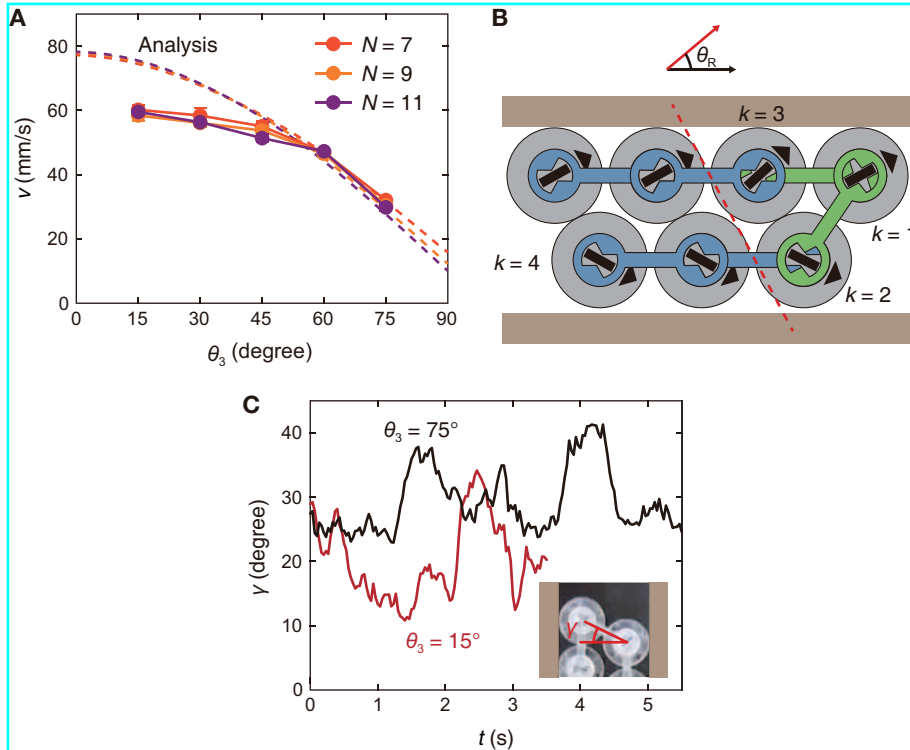 A
Analysis
N = 7
N = 9
N = 11
80
60
40
20
0
v (mm/s)
0 15 30 45 60 75 90
θ3 (degree)
B
θR
k = 3
k = 1
k = 4
k = 2
C
θ3 = 75°
40
30
20
10
0
γ (degree)
θ3 = 15°
γ
0 1 2 3 4 5
t (s)